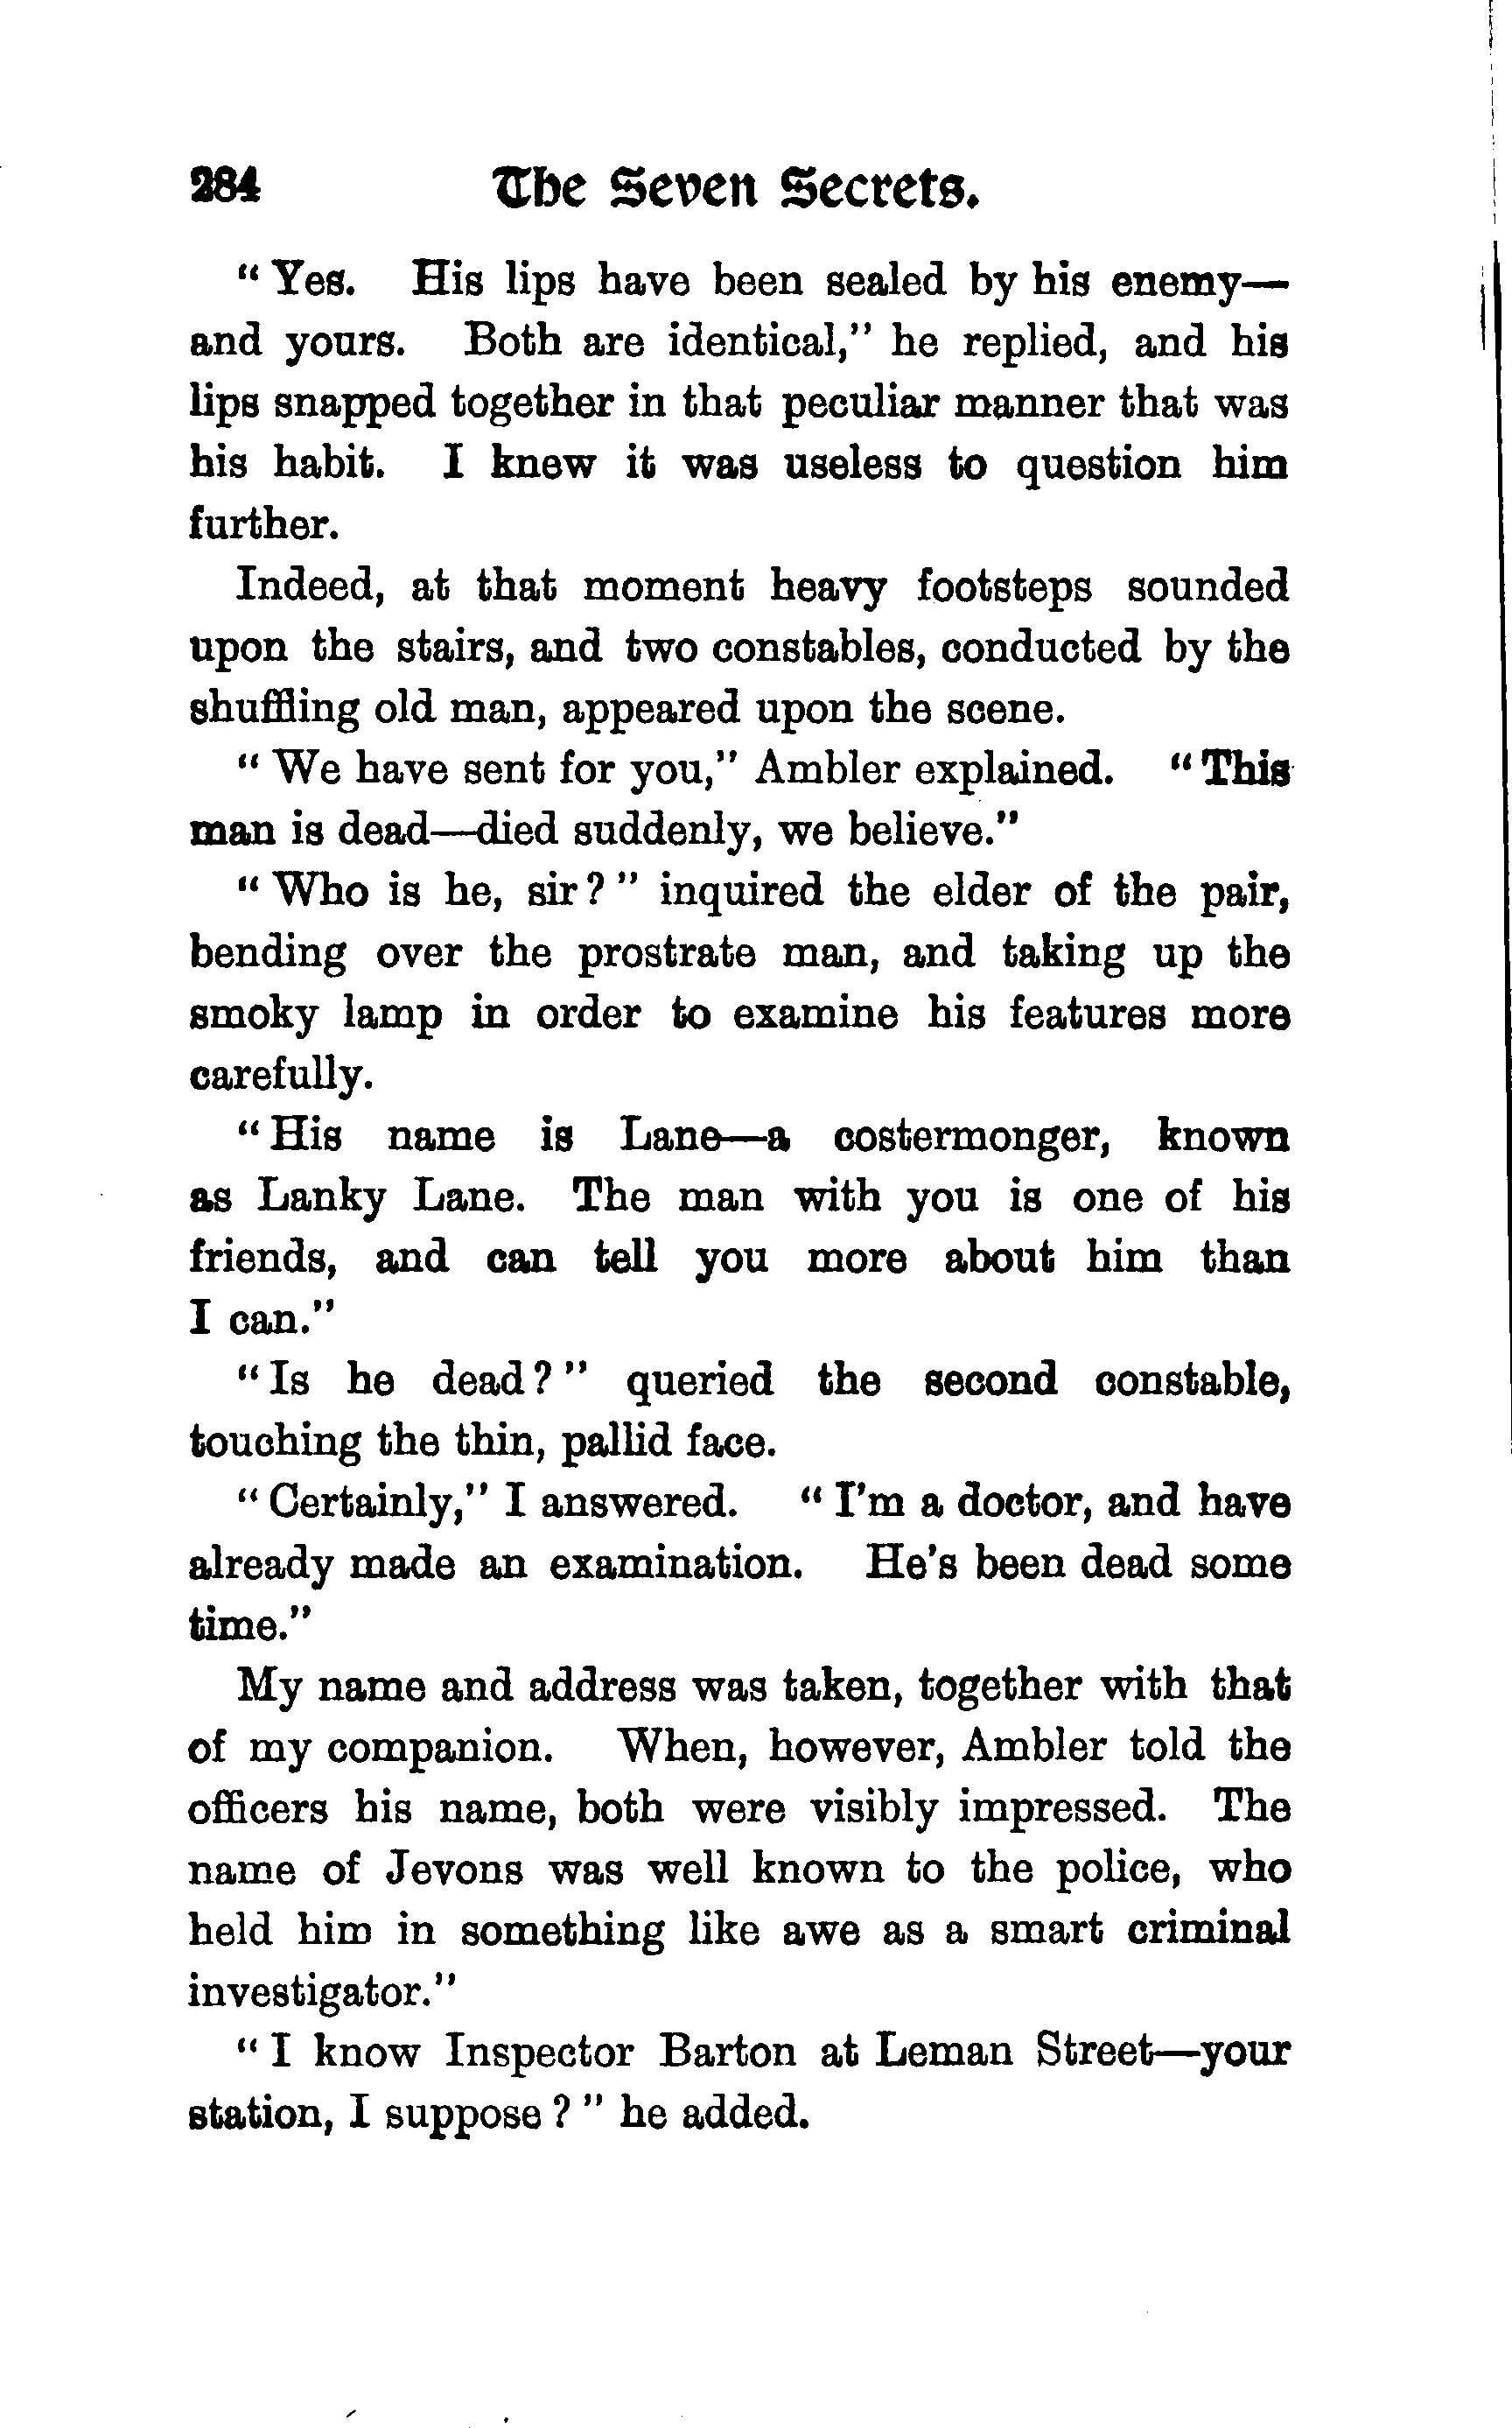 284 The Seven Secrets.
" Yes. His lips have been sealed by his enemy—
and yours. Both are identical," he replied, and his
lips snapped together in that peculiar manner that was
his habit. I knew it was useless to question him
further.
Indeed, at that moment heavy footsteps sounded
upon the stairs, and two constables, conducted by the
shuffling old man, appeared upon the scene.
" We have sent for you," Ambler explained. " This
man is dead—died suddenly, we believe."
" Who is he, sir ? " inquired the elder of the pair,
bending over the prostrate man, and taking up the
smoky lamp in order to examine his features more
carefully.
" His name is Lane—a costermonger, known
as Lanky Lane. The man with you is one of his
friends, and can tell you more about him than
I can."
" Is he dead ? " queried the second constable,
touching the thin, pallid face.
" Certainly," I answered. " I'm a doctor, and have
already made an examination. He's been dead some
time."
My name and address was taken, together with that
of my companion. When, however, Ambler told the
officers his name, both were visibly impressed. The
name of Jevons was well known to the police, who
held him in something like awe as a smart criminal
investigator."
" I know Inspector Barton at Leman Street—your
station, I suppose ? " he added.